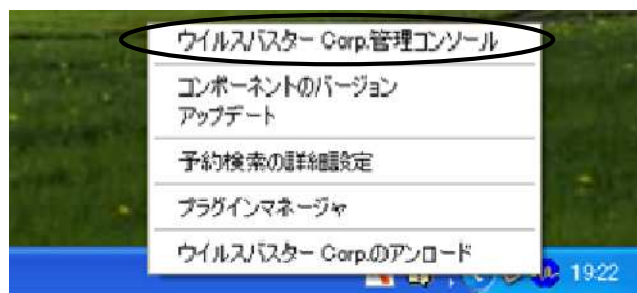 ウイルスバスター Corp.管理コンソール
コンポーネントのバージョン
アップデート
予約検索の詳細設定
プラグインマネージャ
ウイルスバスター Corp.のアンロード
19:22